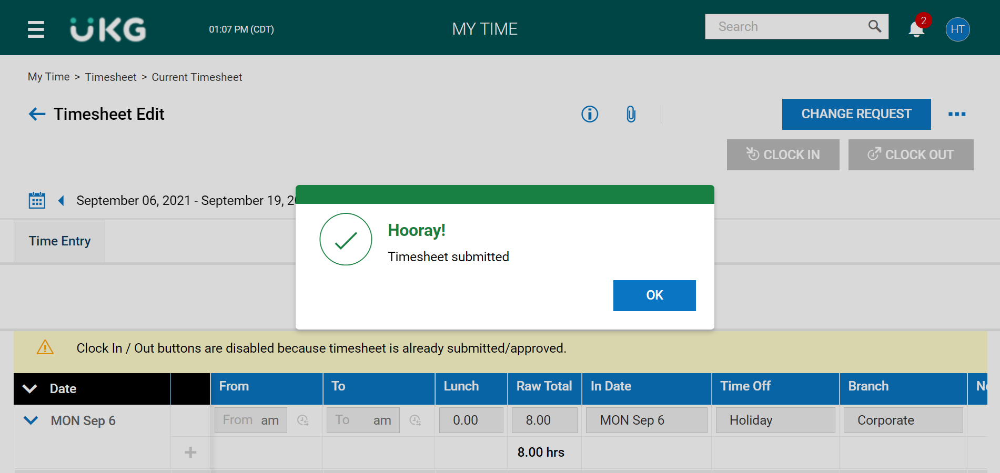 UKG
01:07 PM (CDT)
MY TIME
Search
2
HT
My Time > Timesheet > Current Timesheet
Timesheet Edit
CHANGE REQUEST
CLOCK IN
CLOCK OUT
September 06, 2021 - September 19, 2
Time Entry
Hooray!
Timesheet submitted
OK
Clock In / Out buttons are disabled because timesheet is already submitted/approved.
Date From To Lunch Raw Total In Date Time Off Branch
MON Sep 6 From am To am 0.00 8.00 MON Sep 6 Holiday Corporate
8.00 hrs